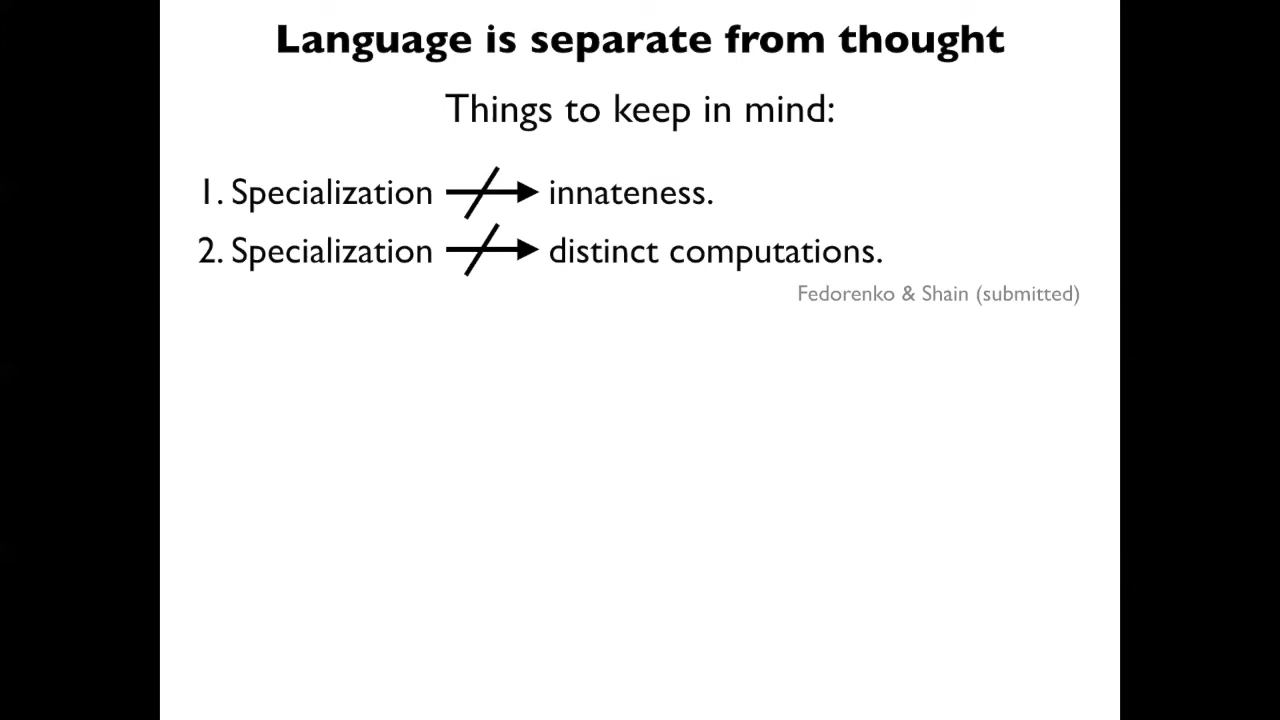 Language is separate from thought
Things to keep in mind:
1. Specialization ↛ innateness.
2. Specialization ↛ distinct computations.
Fedorenko & Shain (submitted)